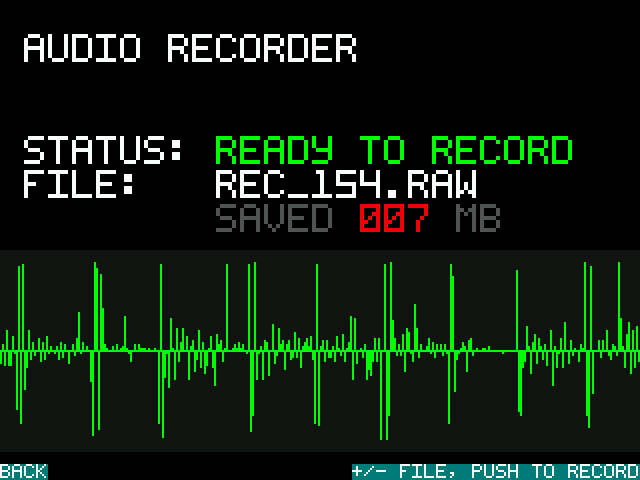 AUDIO RECORDER
STATUS: READY TO RECORD
FILE: REC_154.RAW
SAVED 007 MB
BACK
+/- FILE, PUSH TO RECORD